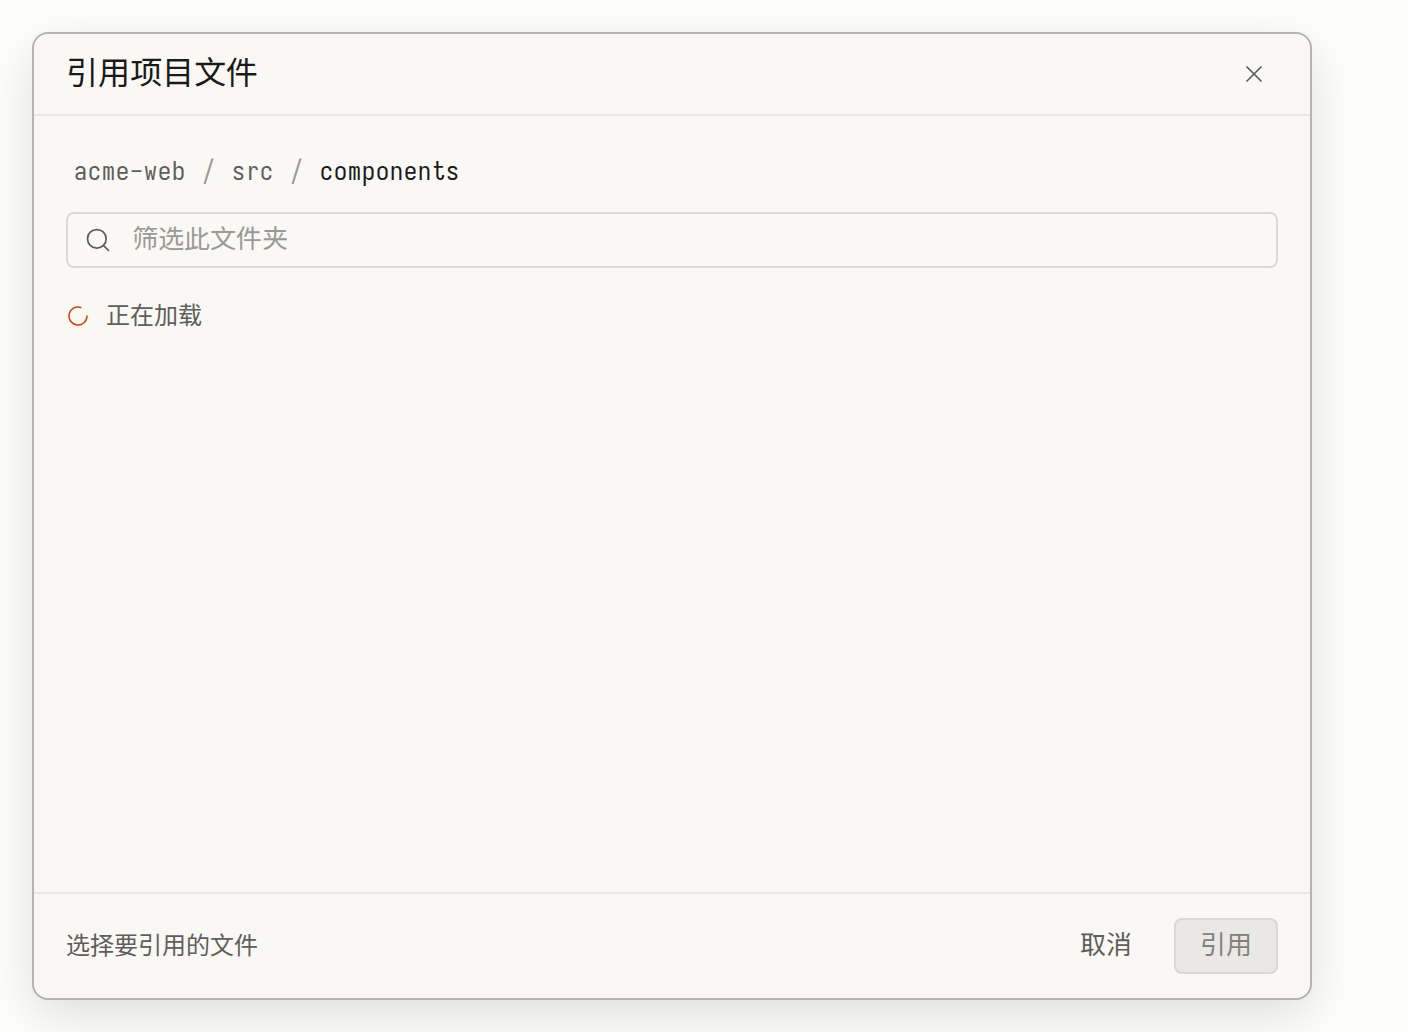 引用项目文件
acme-web / src / components
筛选此文件夹
正在加载
选择要引用的文件
取消
引用